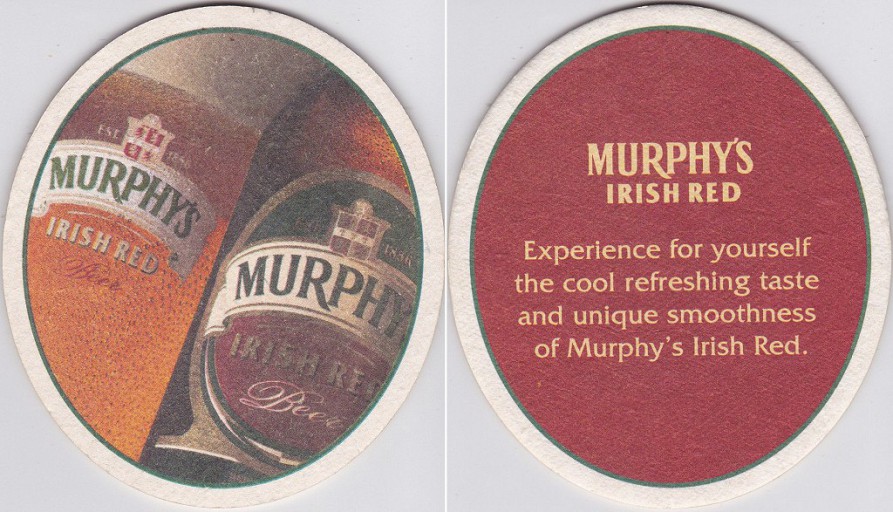 EST.
MURPHY'S
IRISH RED
Beer
1856
MURPHY
IRISH RE
Beer
MURPHY'S
IRISH RED
Experience for yourself
the cool refreshing taste
and unique smoothness
of Murphy's Irish Red.